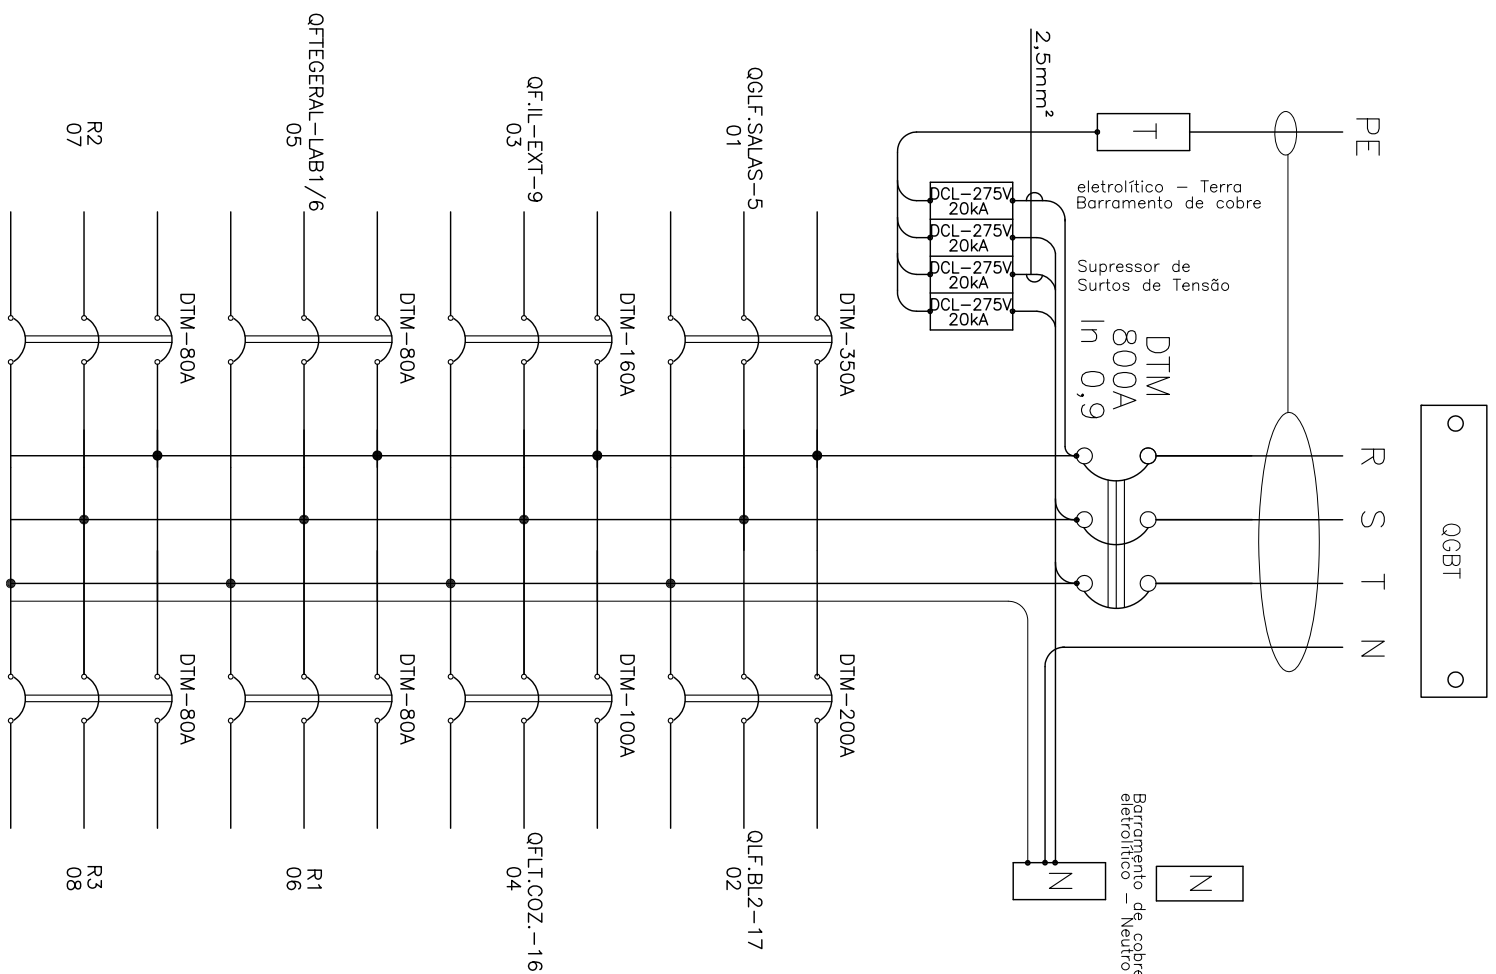 QGBT
PE
R
S
T
N
T
2,5mm²
eletrolítico – Terra
Barramento de cobre
DCL–275V
20kA
DCL–275V
20kA
DCL–275V
20kA
DCL–275V
20kA
Supressor de
Surtos de Tensão
DTM
800A
In 0,9
N
N
Barramento de cobre
eletrolítico – Neutro
QGLF.SALAS–5
01
DTM–350A
DTM–200A
QLF.BL2–17
02
QF.IL–EXT–9
03
DTM–160A
DTM–100A
QFLT.COZ.–16
04
QFTEGERAL–LAB1/6
05
DTM–80A
DTM–80A
R1
06
R2
07
DTM–80A
DTM–80A
R3
08